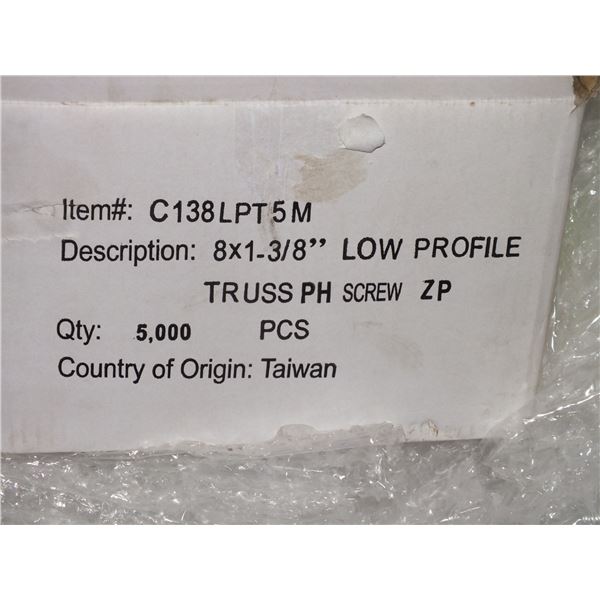 Item#: C138LPT5M
Description: 8x1-3/8” LOW PROFILE
TRUSS PH SCREW ZP
Qty: 5,000 PCS
Country of Origin: Taiwan